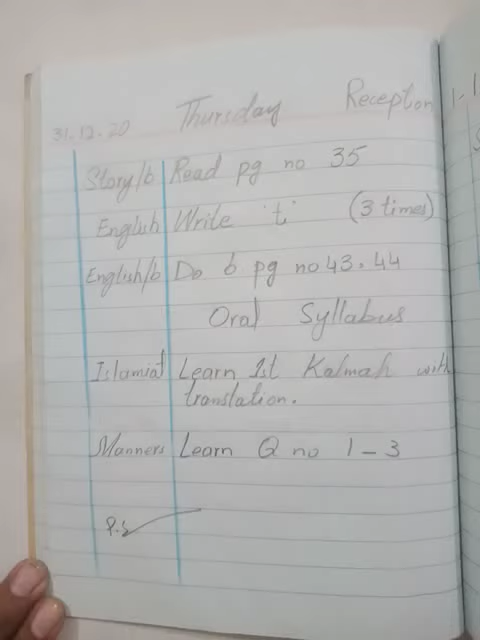 31.12.20 Thursday Reception
Story/b Read pg no 35
English Write 't' (3 times)
English/b Do b pg no 43.44
Oral Syllabus
Islamiat Learn 1st Kalmah with
translation.
Manners Learn Q no 1-3